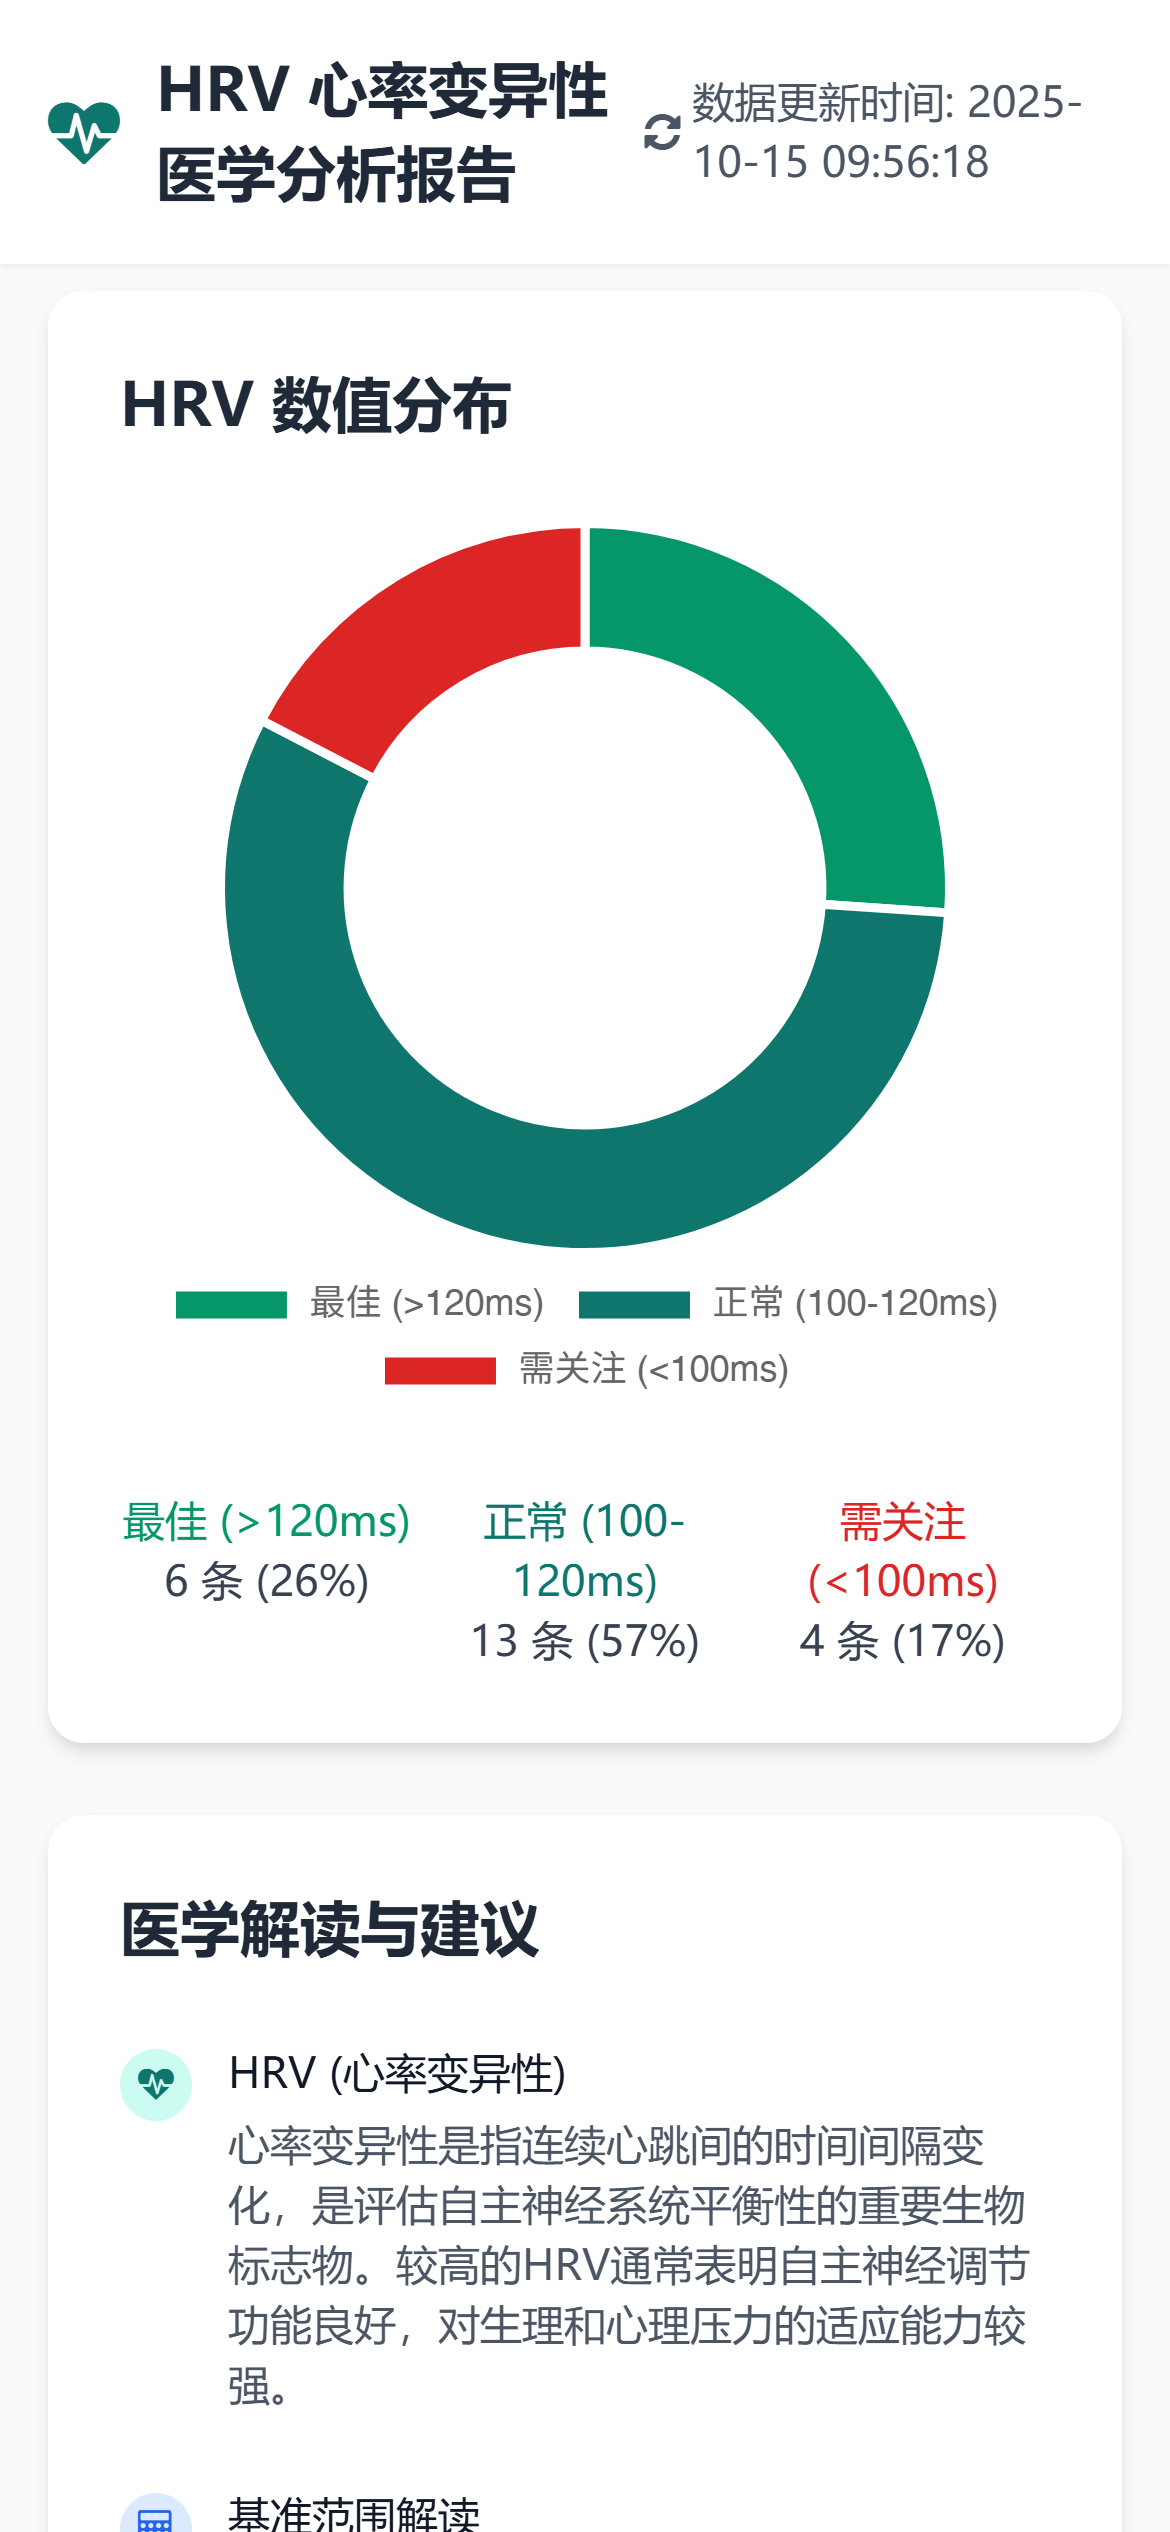 HRV 心率变异性
医学分析报告
数据更新时间: 2025-
10-15 09:56:18
HRV 数值分布
最佳 (>120ms)
正常 (100-120ms)
需关注 (<100ms)
最佳 (>120ms)
6 条 (26%)
正常 (100-
120ms)
13 条 (57%)
需关注
(<100ms)
4 条 (17%)
医学解读与建议
HRV (心率变异性)
心率变异性是指连续心跳间的时间间隔变
化，是评估自主神经系统平衡性的重要生物
标志物。较高的HRV通常表明自主神经调节
功能良好，对生理和心理压力的适应能力较
强。
基准范围解读